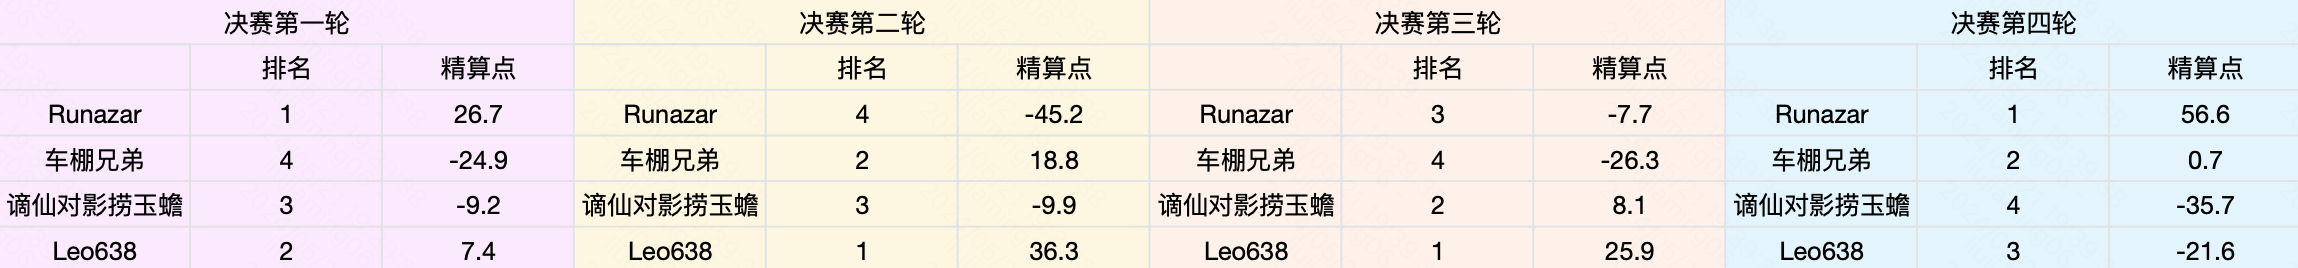 决赛第一轮 决赛第二轮 决赛第三轮 决赛第四轮
排名 精算点 排名 精算点 排名 精算点 排名 精算点
Runazar 1 26.7 Runazar 4 -45.2 Runazar 3 -7.7 Runazar 1 56.6
车棚兄弟 4 -24.9 车棚兄弟 2 18.8 车棚兄弟 4 -26.3 车棚兄弟 2 0.7
谪仙对影捞玉蟾 3 -9.2 谪仙对影捞玉蟾 3 -9.9 谪仙对影捞玉蟾 2 8.1 谪仙对影捞玉蟾 4 -35.7
Leo638 2 7.4 Leo638 1 36.3 Leo638 1 25.9 Leo638 3 -21.6